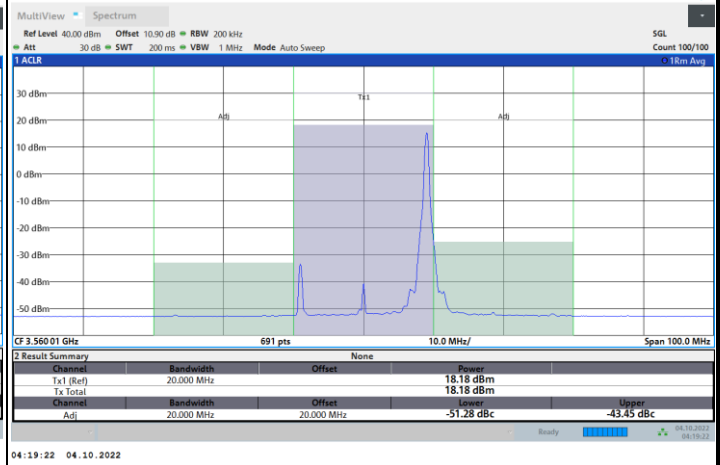 MultiView Spectrum
Ref Level 40.00 dBm Offset 10.90 dB RBW 200 kHz SGL
Att 30 dB SWT 200 ms VBW 1 MHz Mode Auto Sweep Count 100/100
1 ACLR 1Rm Avg
Tx1
Adj Adj
30 dBm
20 dBm
10 dBm
0 dBm
-10 dBm
-20 dBm
-30 dBm
-40 dBm
-50 dBm
CF 3.56001 GHz 691 pts 10.0 MHz/ Span 100.0 MHz
2 Result Summary None
Channel Bandwidth Offset Power
Tx1 (Ref) 20.000 MHz 18.18 dBm
Tx Total 18.18 dBm
Channel Bandwidth Offset Lower Upper
Adj 20.000 MHz 20.000 MHz -51.28 dBc -43.45 dBc
Ready 04.10.2022
04:19:22
04:19:22 04.10.2022